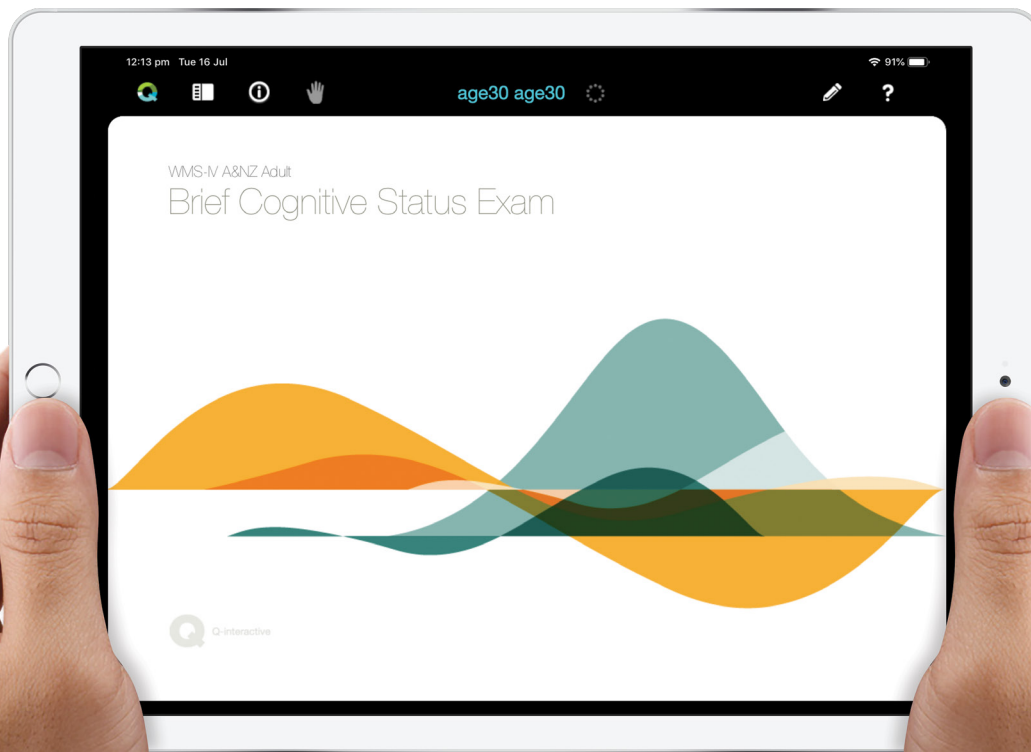 12:13 pm Tue 16 Jul 91%
age30 age30 ?
WMS-IV A&NZ Adult
Brief Cognitive Status Exam
Q-interactive